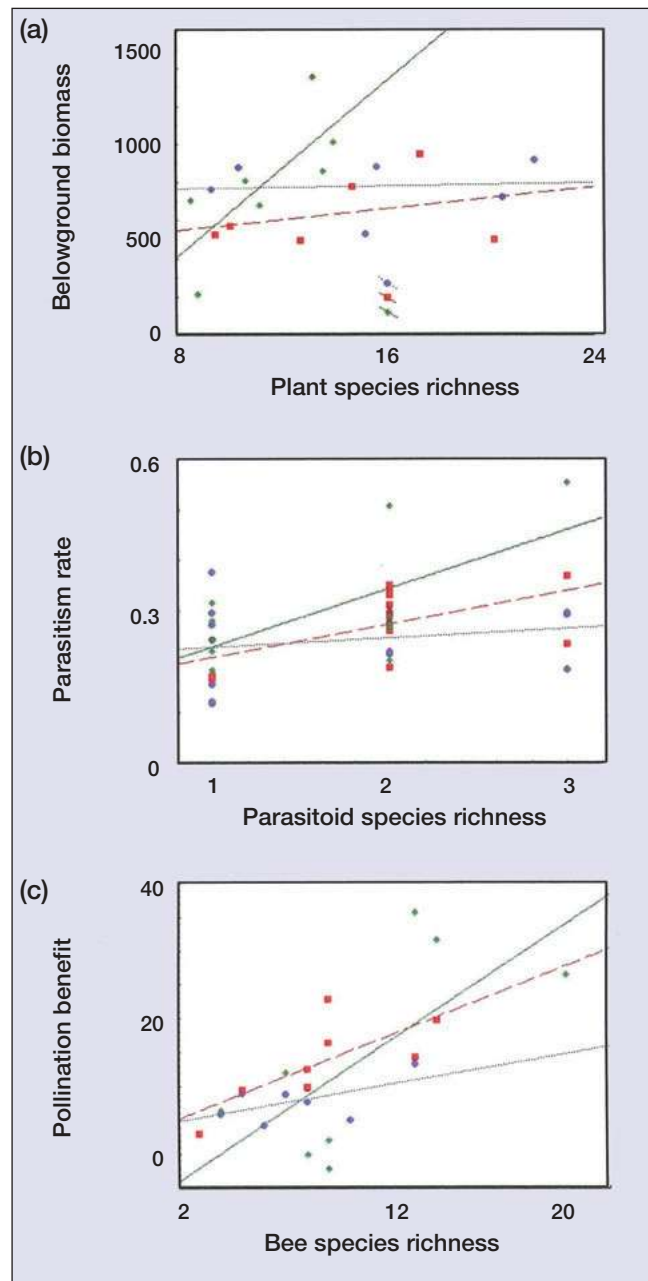 (a)
1500
1000
500
0
Belowground biomass
8 16 24
Plant species richness
(b)
0.6
0.3
0
Parasitism rate
1 2 3
Parasitoid species richness
(c)
40
20
0
Pollination benefit
2 12 20
Bee species richness